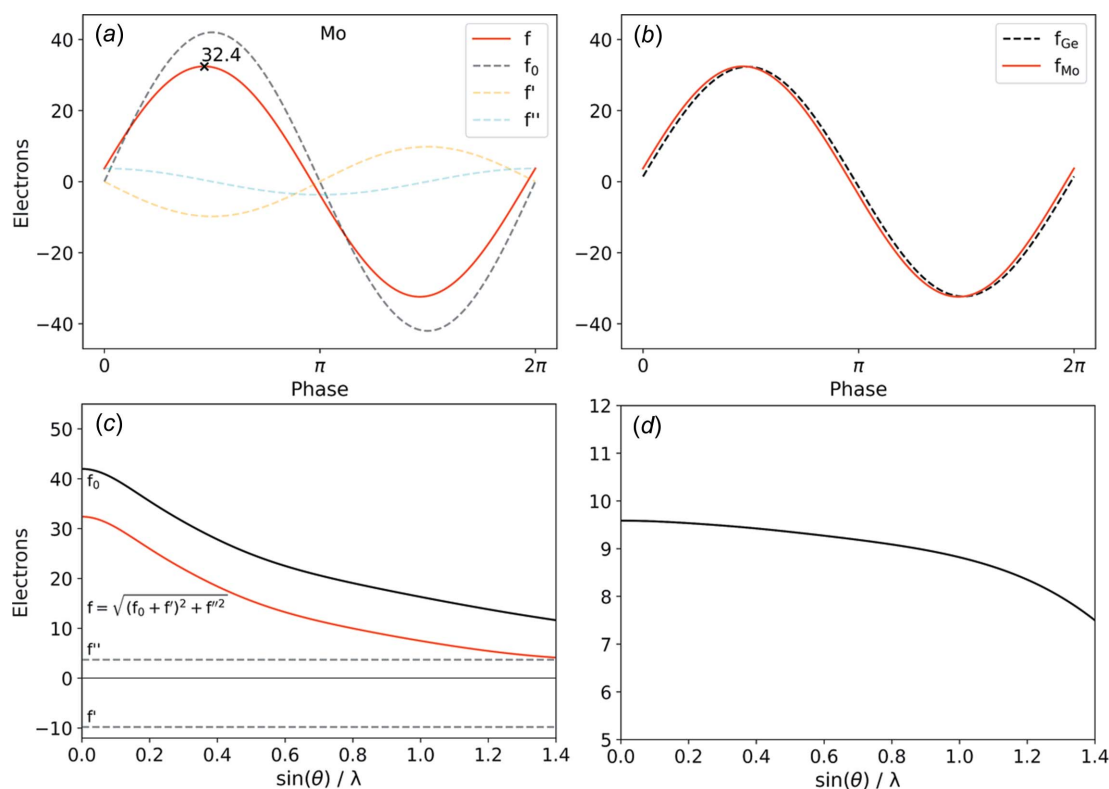 (a)
Mo
32.4
f
f₀
f'
f''
Electrons
40
20
0
−20
−40
0
π
2π
Phase
(b)
f_Ge
f_Mo
40
20
0
−20
−40
0
π
2π
Phase
(c)
Electrons
50
40
30
20
10
0
−10
f₀
f = √((f₀ + f')² + f''²)
f''
f'
0.0 0.2 0.4 0.6 0.8 1.0 1.2 1.4
sin(θ) / λ
(d)
12
11
10
9
8
7
6
5
0.0 0.2 0.4 0.6 0.8 1.0 1.2 1.4
sin(θ) / λ